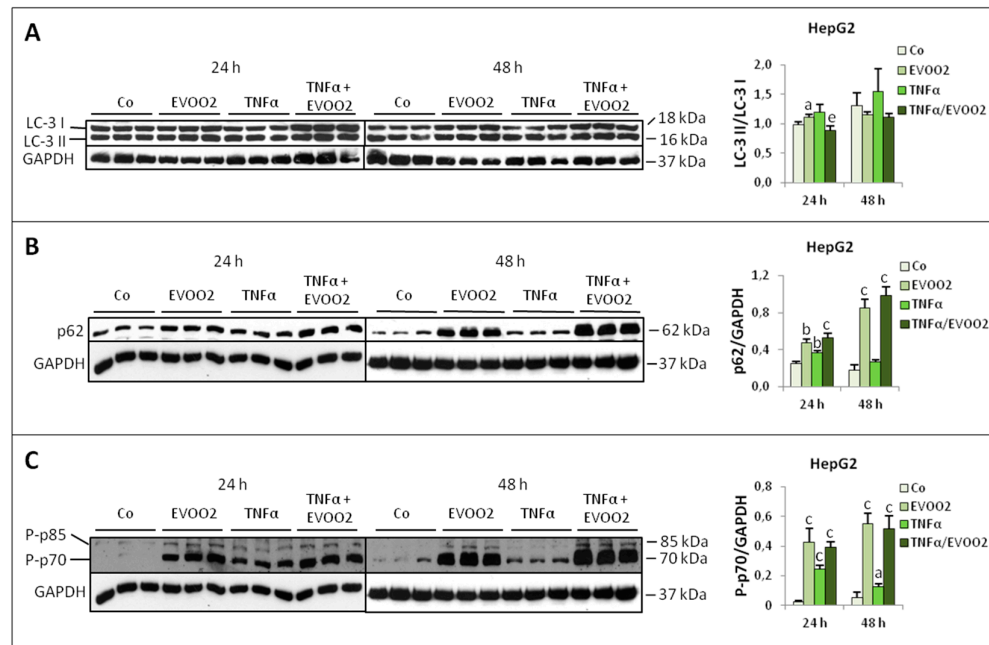 A
24 h
48 h
Co EVOO2 TNFα TNFα + EVOO2 Co EVOO2 TNFα TNFα + EVOO2
LC-3 I
LC-3 II
GAPDH
18 kDa
16 kDa
37 kDa
HepG2
LC-3 II/LC-3 I
2,0
1,5
1,0
0,5
0,0
a
e
24 h 48 h
Co
EVOO2
TNFα
TNFα/EVOO2
B
24 h
48 h
Co EVOO2 TNFα TNFα + EVOO2 Co EVOO2 TNFα TNFα + EVOO2
p62
GAPDH
62 kDa
37 kDa
HepG2
p62/GAPDH
1,2
0,8
0,4
0,0
b
b
c
c
c
24 h 48 h
Co
EVOO2
TNFα
TNFα/EVOO2
C
24 h
48 h
Co EVOO2 TNFα TNFα + EVOO2 Co EVOO2 TNFα TNFα + EVOO2
P-p85
P-p70
GAPDH
85 kDa
70 kDa
37 kDa
HepG2
P-p70/GAPDH
0,8
0,6
0,4
0,2
0
c
c
c
c
a
c
24 h 48 h
Co
EVOO2
TNFα
TNFα/EVOO2